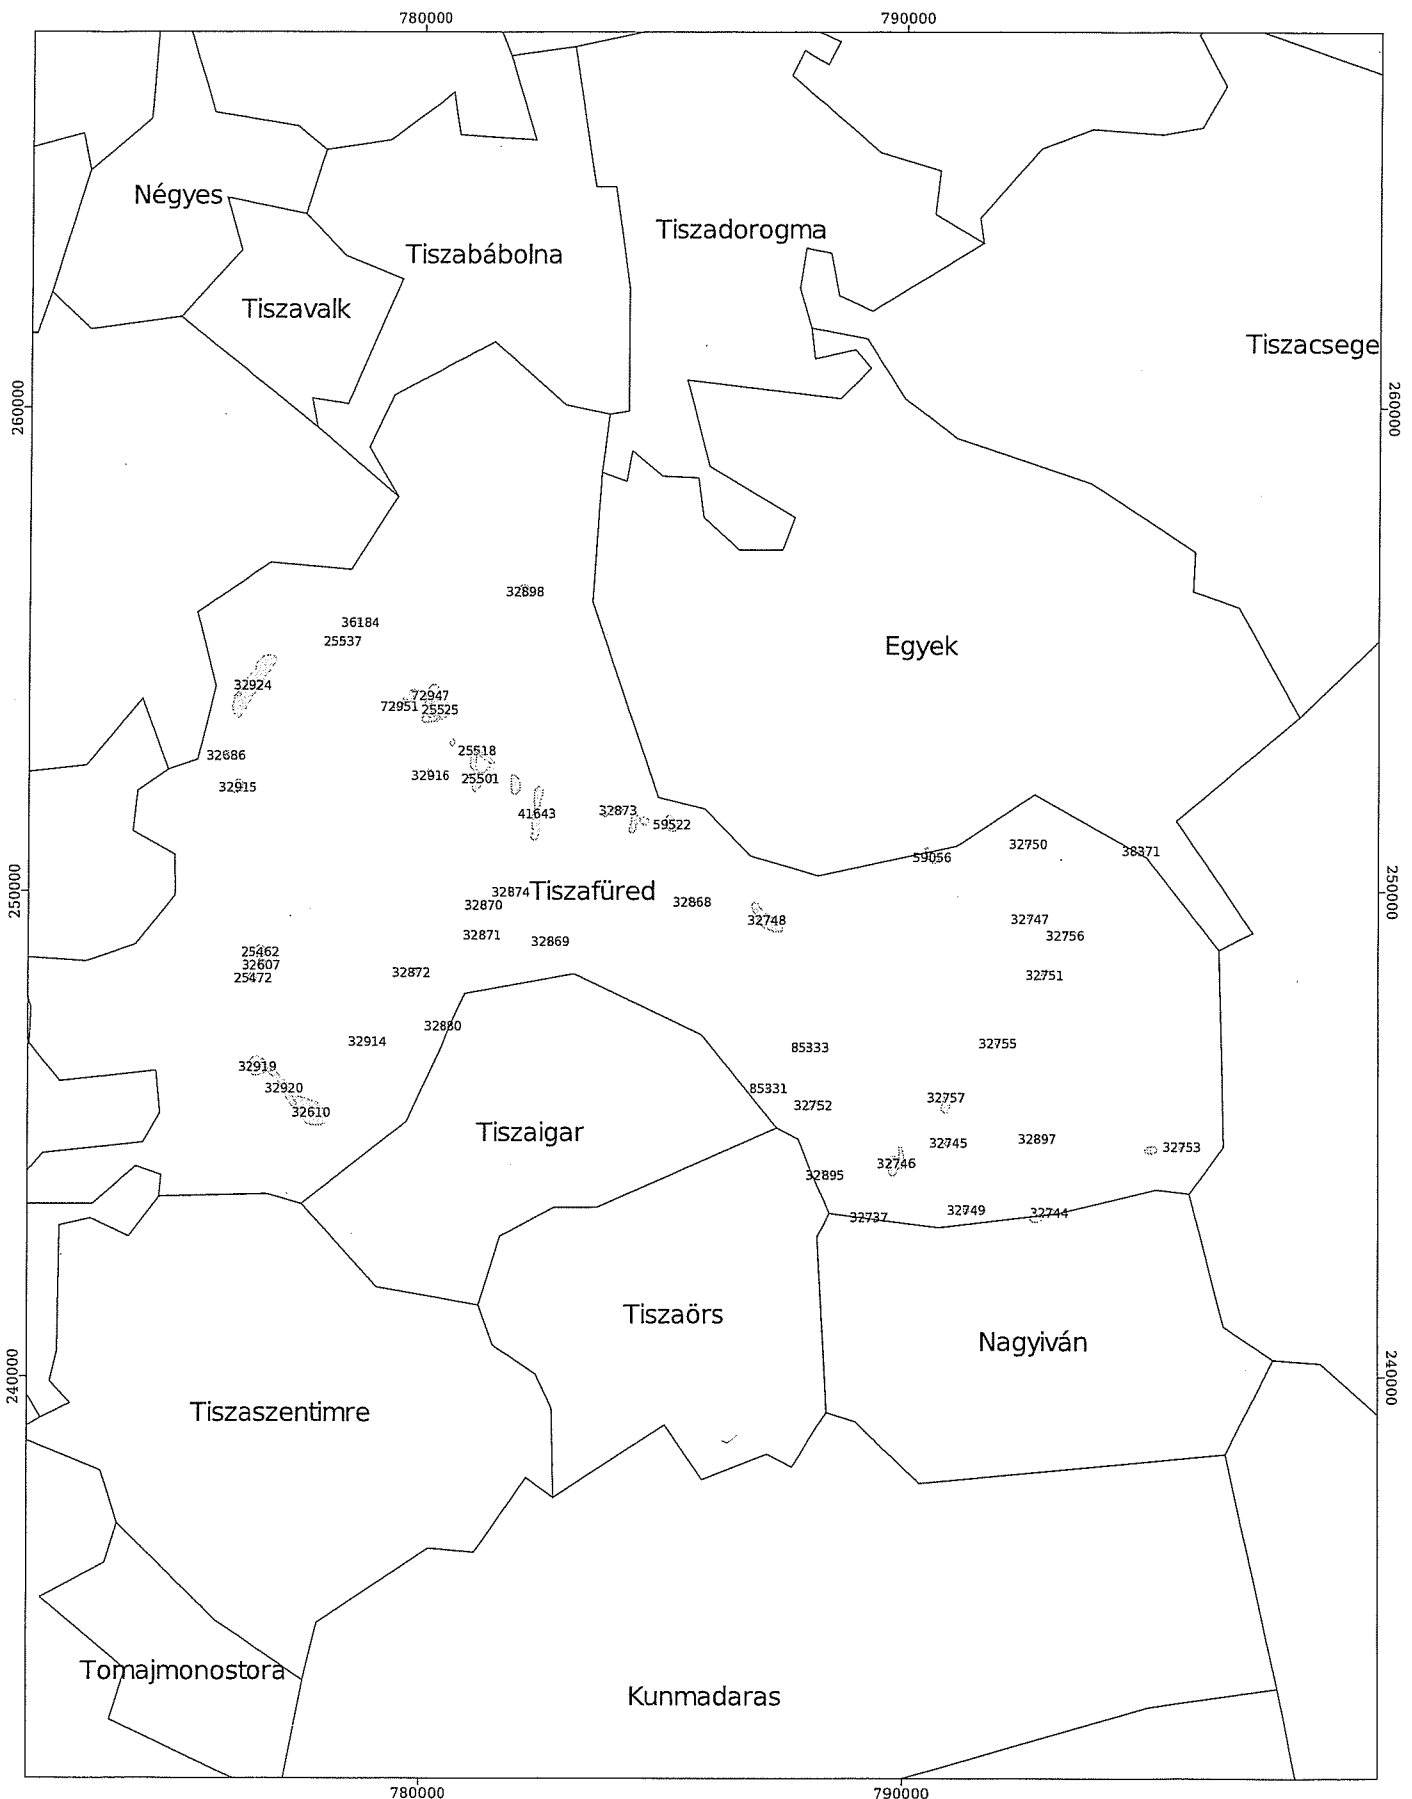 780000 790000
Négyes
Tiszadorogma
Tiszabábolna
Tiszavalk
Tiszacsege
260000 260000
32898
36184
25537
Egyek
32924
72947
72951 25525
25518
32686
32916 25501
32915
41643 32873
59522
32750
38371
59056
250000 250000
32874 Tiszafüred
32870 32868
32748 32747
32871 32869 32756
25462
32607
25472 32872 32751
32880
32914 85333 32755
32919
32920 85331
32757
32610 32752
Tiszaigar
32745 32897
32753
32746
32895
32737 32749 32744
Tiszaörs
Nagyiván
240000 240000
Tiszaszentimre
Tomajmonostora
Kunmadaras
780000 790000